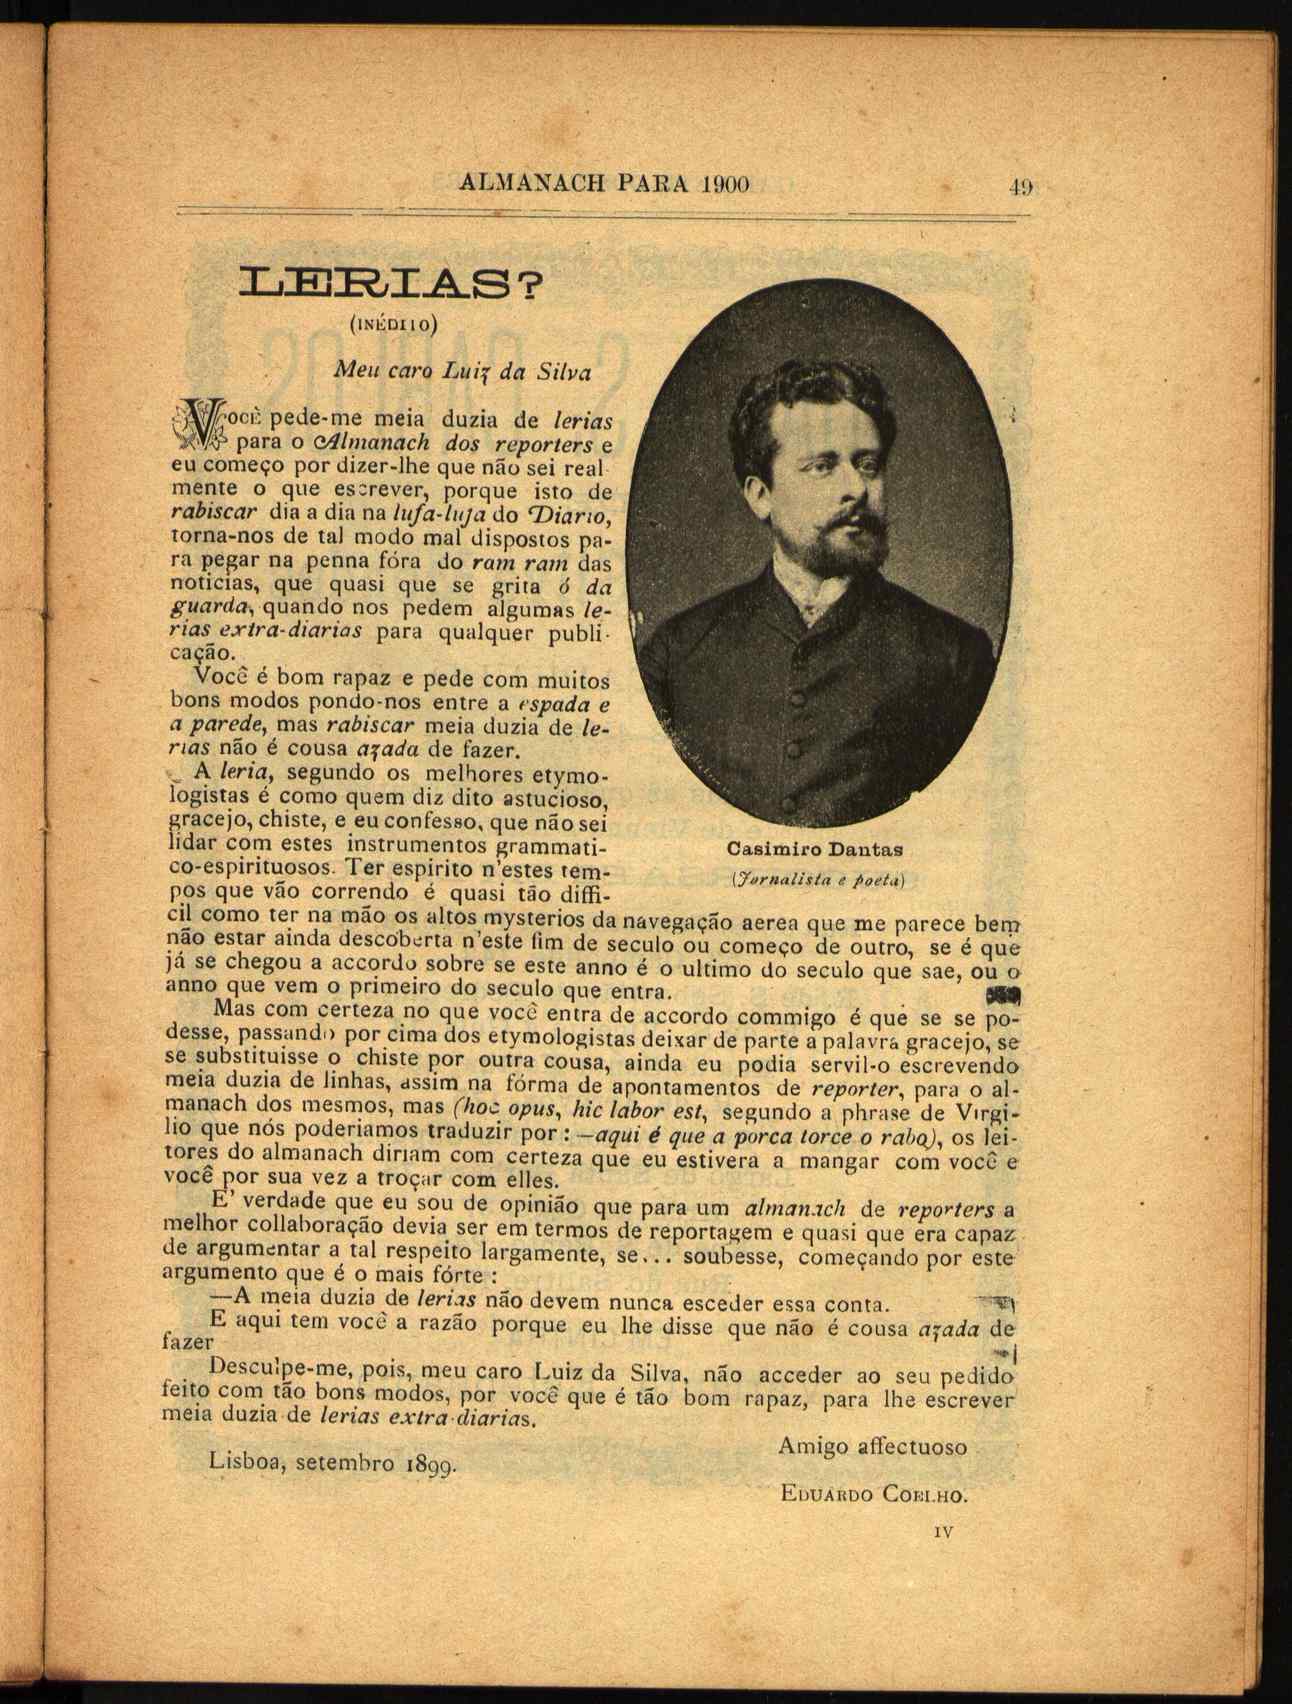 ALMANACH PARA 1900
49
LERIAS?
(INÉDITO)
Meu caro Luiz da Silva
VOCÊ pede-me meia duzia de lerias
para o Almanach dos reporters e
eu começo por dizer-lhe que não sei real-
mente o que escrever, porque isto de
rabiscar dia a dia na lufa-lufa do Diario,
torna-nos de tal modo mal dispostos pa-
ra pegar na penna fóra do ram ram das
noticias, que quasi que se grita ó da
guarda, quando nos pedem algumas le-
rias extra-diarias para qualquer publi-
cação.
Você é bom rapaz e pede com muitos
bons modos pondo-nos entre a espada e
a parede, mas rabiscar meia duzia de le-
rias não é cousa azada de fazer.
A leria, segundo os melhores etymo-
logistas é como quem diz dito astucioso,
gracejo, chiste, e eu confesso, que não sei
lidar com estes instrumentos grammati-
co-espirituosos. Ter espirito n'estes tem-
pos que vão correndo é quasi tão diffi-
cil como ter na mão os altos mysterios da navegação aerea que me parece bem
não estar ainda descoberta n'este fim de seculo ou começo de outro, se é que
já se chegou a accordo sobre se este anno é o ultimo do seculo que sae, ou o
anno que vem o primeiro do seculo que entra.
Casimiro Dantas
(Jornalista e poeta)
Mas com certeza no que você entra de accordo commigo é que se se po-
desse, passando por cima dos etymologistas deixar de parte a palavra gracejo, se
se substituisse o chiste por outra cousa, ainda eu podia servil-o escrevendo
meia duzia de linhas, assim na fórma de apontamentos de reporter, para o al-
manach dos mesmos, mas (hoc opus, hic labor est, segundo a phrase de Virgi-
lio que nós poderiamos traduzir por: —aqui é que a porca torce o rabo), os lei-
tores do almanach diriam com certeza que eu estivera a mangar com você e
você por sua vez a troçar com elles.
E' verdade que eu sou de opinião que para um almanach de reporters a
melhor collaboração devia ser em termos de reportagem e quasi que era capaz
de argumentar a tal respeito largamente, se... soubesse, começando por este
argumento que é o mais fórte:
—A meia duzia de lerias não devem nunca esceder essa conta.
E aqui tem você a razão porque eu lhe disse que não é cousa azada de
fazer
Desculpe-me, pois, meu caro Luiz da Silva, não acceder ao seu pedido
feito com tão bons modos, por você que é tão bom rapaz, para lhe escrever
meia duzia de lerias extra-diarias.
Amigo affectuoso
Lisboa, setembro 1899.
EDUARDO COELHO.
IV